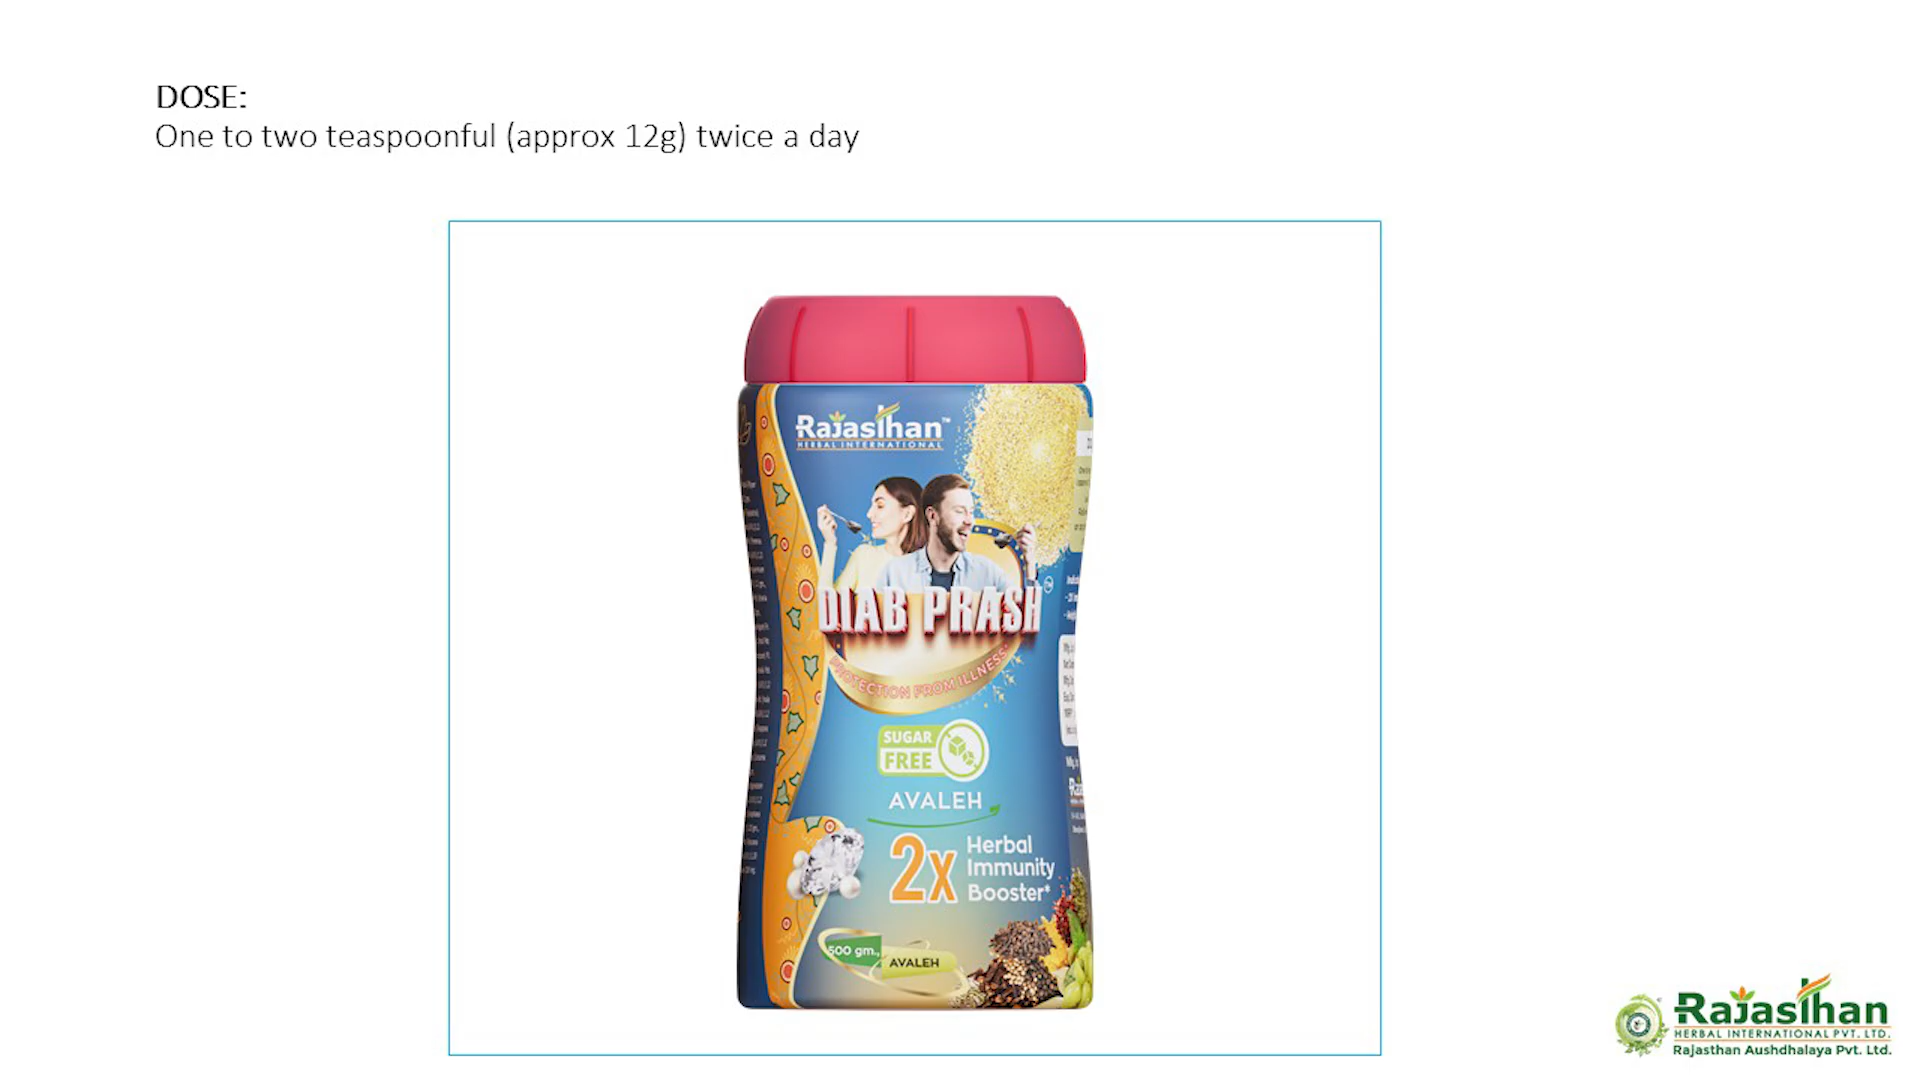 DOSE:
One to two teaspoonful (approx 12g) twice a day
Rajasthan™
HERBAL INTERNATIONAL
DIAB PRASH
PROTECTION FROM ILLNESS*
SUGAR
FREE
AVALEH
2x
Herbal
Immunity
Booster*
500 gm.,
AVALEH
Rajasthan
HERBAL INTERNATIONAL PVT. LTD.
Rajasthan Aushdhalaya Pvt. Ltd.